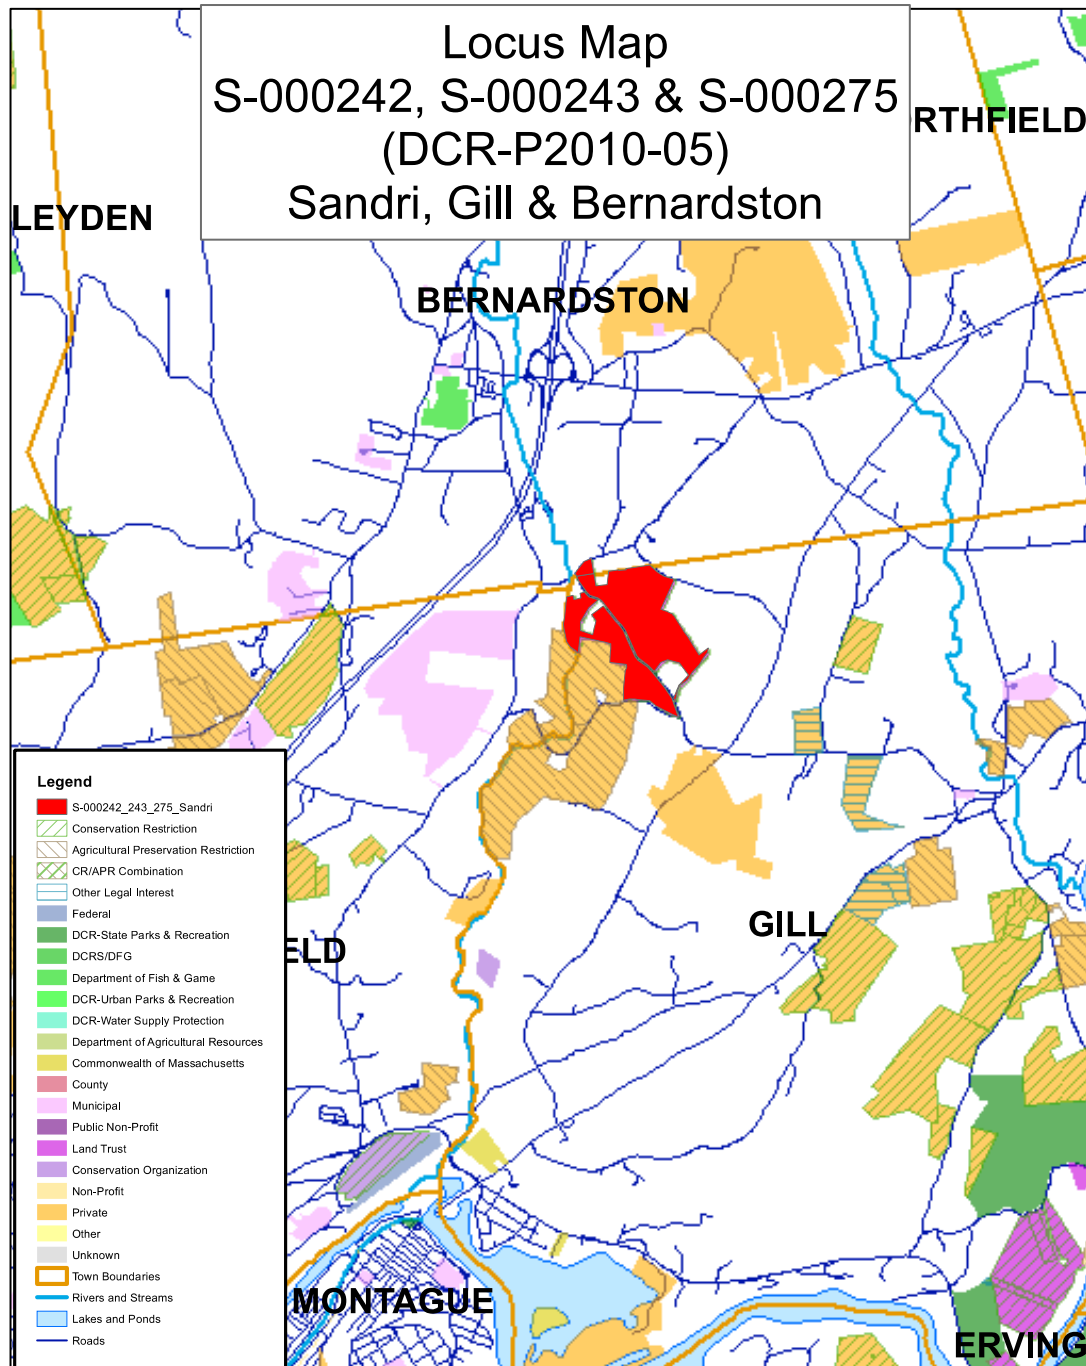 Locus Map
S-000242, S-000243 & S-000275
(DCR-P2010-05)
Sandri, Gill & Bernardston
RTHFIELD
LEYDEN
BERNARDSTON
GILL
ELD
MONTAGUE
ERVING
Legend
S-000242_243_275_Sandri
Conservation Restriction
Agricultural Preservation Restriction
CR/APR Combination
Other Legal Interest
Federal
DCR-State Parks & Recreation
DCRS/DFG
Department of Fish & Game
DCR-Urban Parks & Recreation
DCR-Water Supply Protection
Department of Agricultural Resources
Commonwealth of Massachusetts
County
Municipal
Public Non-Profit
Land Trust
Conservation Organization
Non-Profit
Private
Other
Unknown
Town Boundaries
Rivers and Streams
Lakes and Ponds
Roads